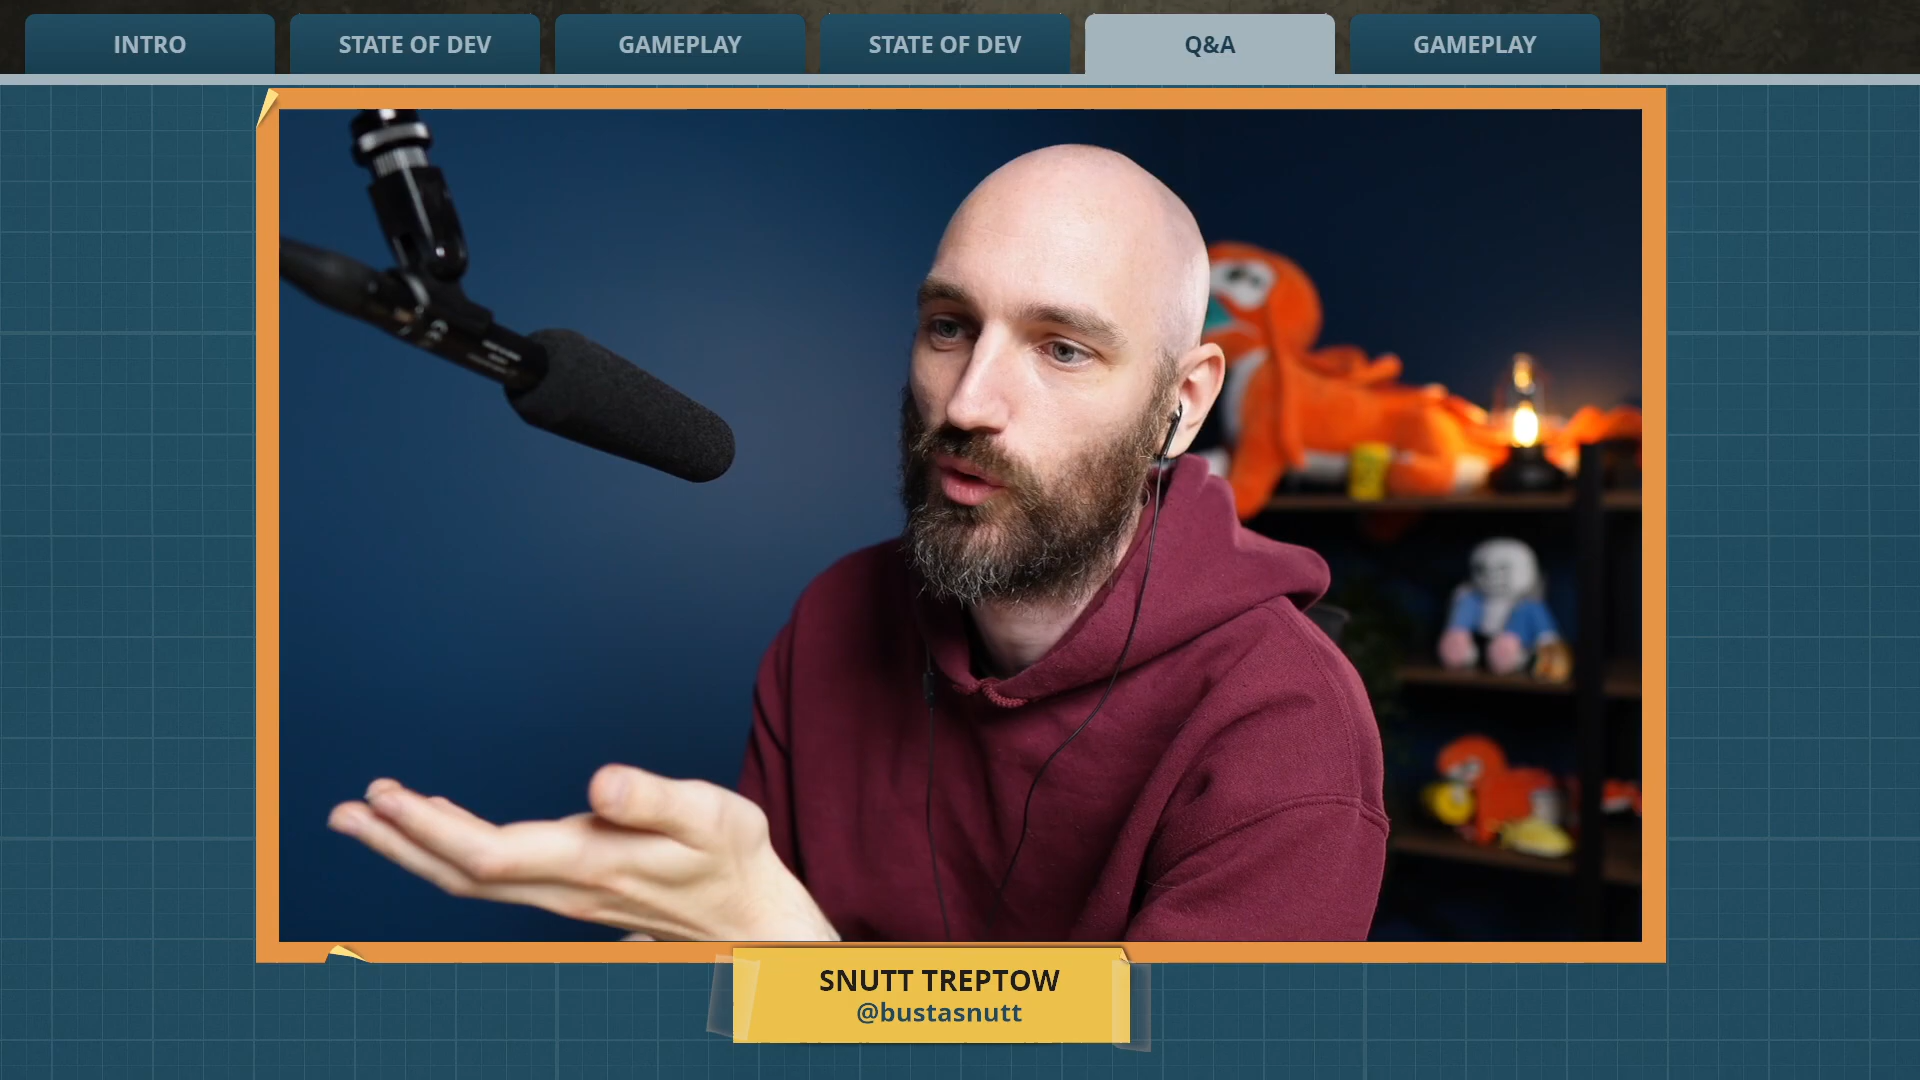 INTRO
STATE OF DEV
GAMEPLAY
STATE OF DEV
Q&A
GAMEPLAY
SNUTT TREPTOW
@bustasnutt